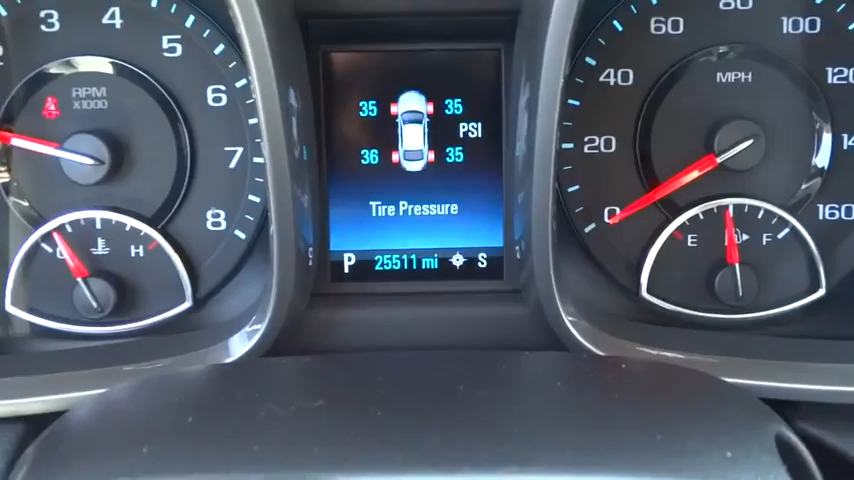 3 4 5 6 7 8
RPM
x1000
C H
35 35
PSI
36 35
Tire Pressure
P 25511 mi S
0 20 40 60 80 100 120 160
MPH
E F